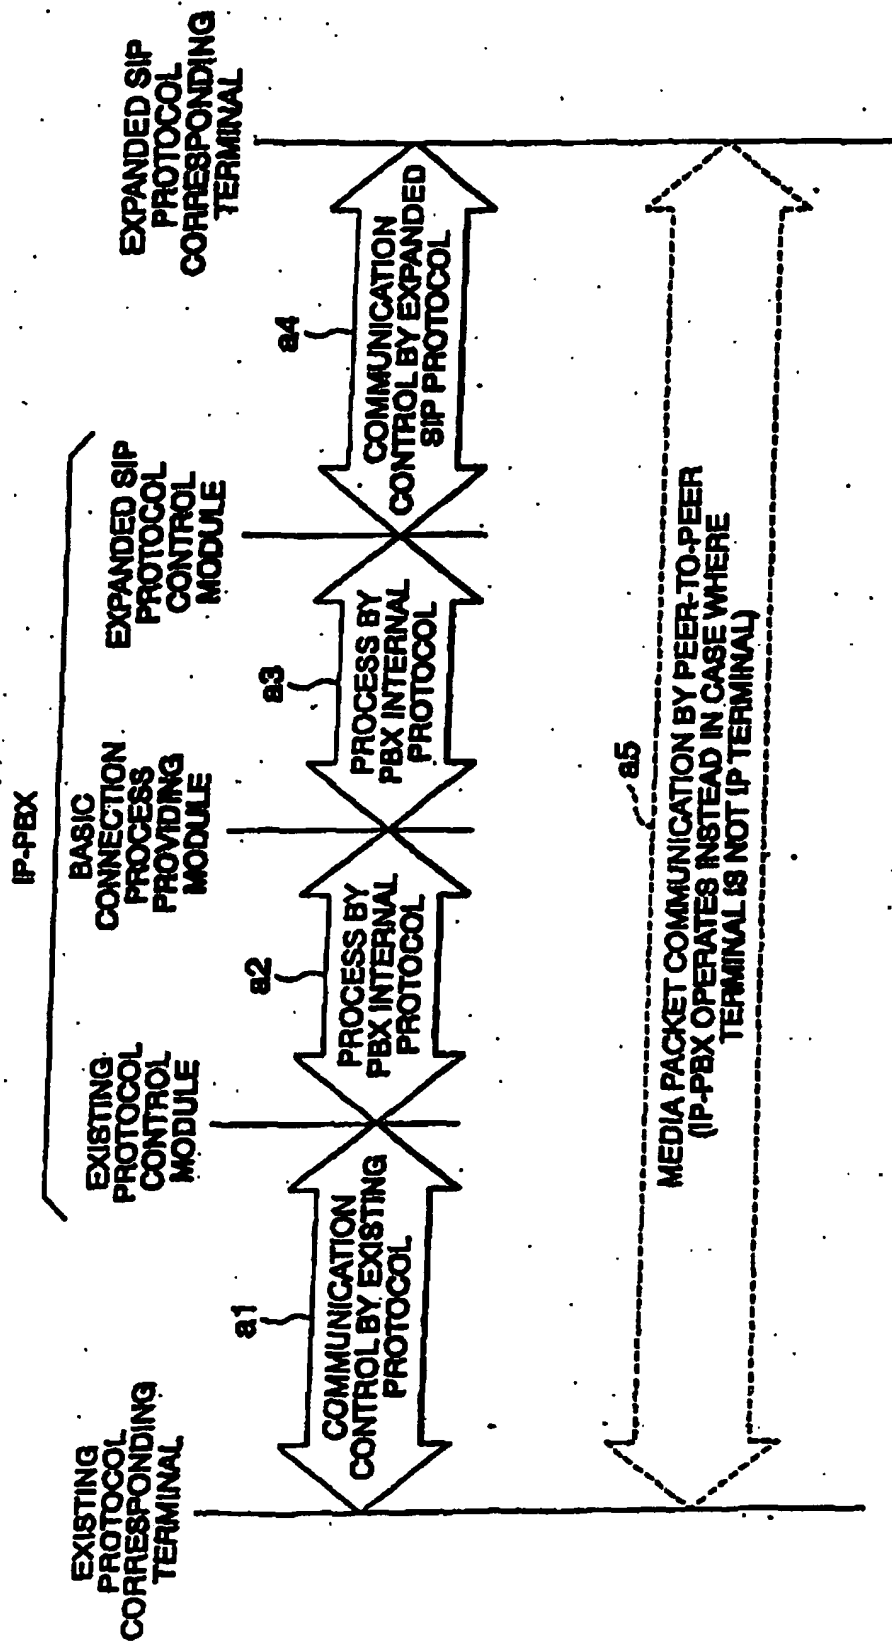 IP-PBX
EXISTING
PROTOCOL
CORRESPONDING
TERMINAL
EXISTING
PROTOCOL
CONTROL
MODULE
BASIC
CONNECTION
PROCESS
PROVIDING
MODULE
EXPANDED SIP
PROTOCOL
CONTROL
MODULE
EXPANDED SIP
PROTOCOL
CORRESPONDING
TERMINAL
a1
COMMUNICATION
CONTROL BY EXISTING
PROTOCOL
a2
PROCESS BY
PBX INTERNAL
PROTOCOL
a3
PROCESS BY
PBX INTERNAL
PROTOCOL
a4
COMMUNICATION
CONTROL BY EXPANDED
SIP PROTOCOL
a5
MEDIA PACKET COMMUNICATION BY PEER-TO-PEER
(IP-PBX OPERATES INSTEAD IN CASE WHERE
TERMINAL IS NOT IP TERMINAL)